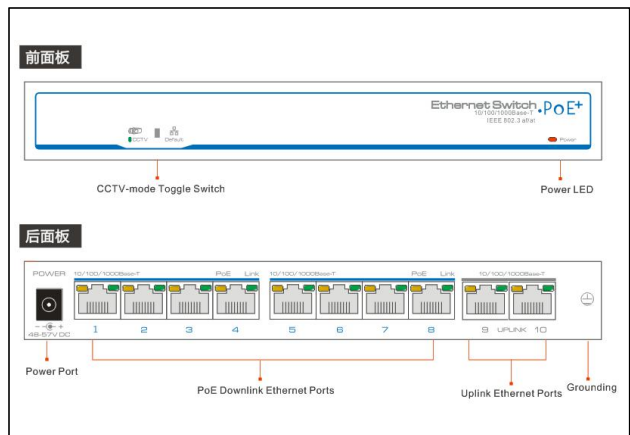 前面板
Ethernet Switch PoE+
10/100/1000Base-T
IEEE 802.3 af/at
CCTV
Default
Power
CCTV-mode Toggle Switch
Power LED
后面板
POWER 10/100/1000Base-T PoE Link 10/100/1000Base-T PoE Link 10/100/1000Base-T
1 2 3 4 5 6 7 8 9 UPLINK 10
- +
48-57V DC
Power Port
PoE Downlink Ethernet Ports
Uplink Ethernet Ports
Grounding